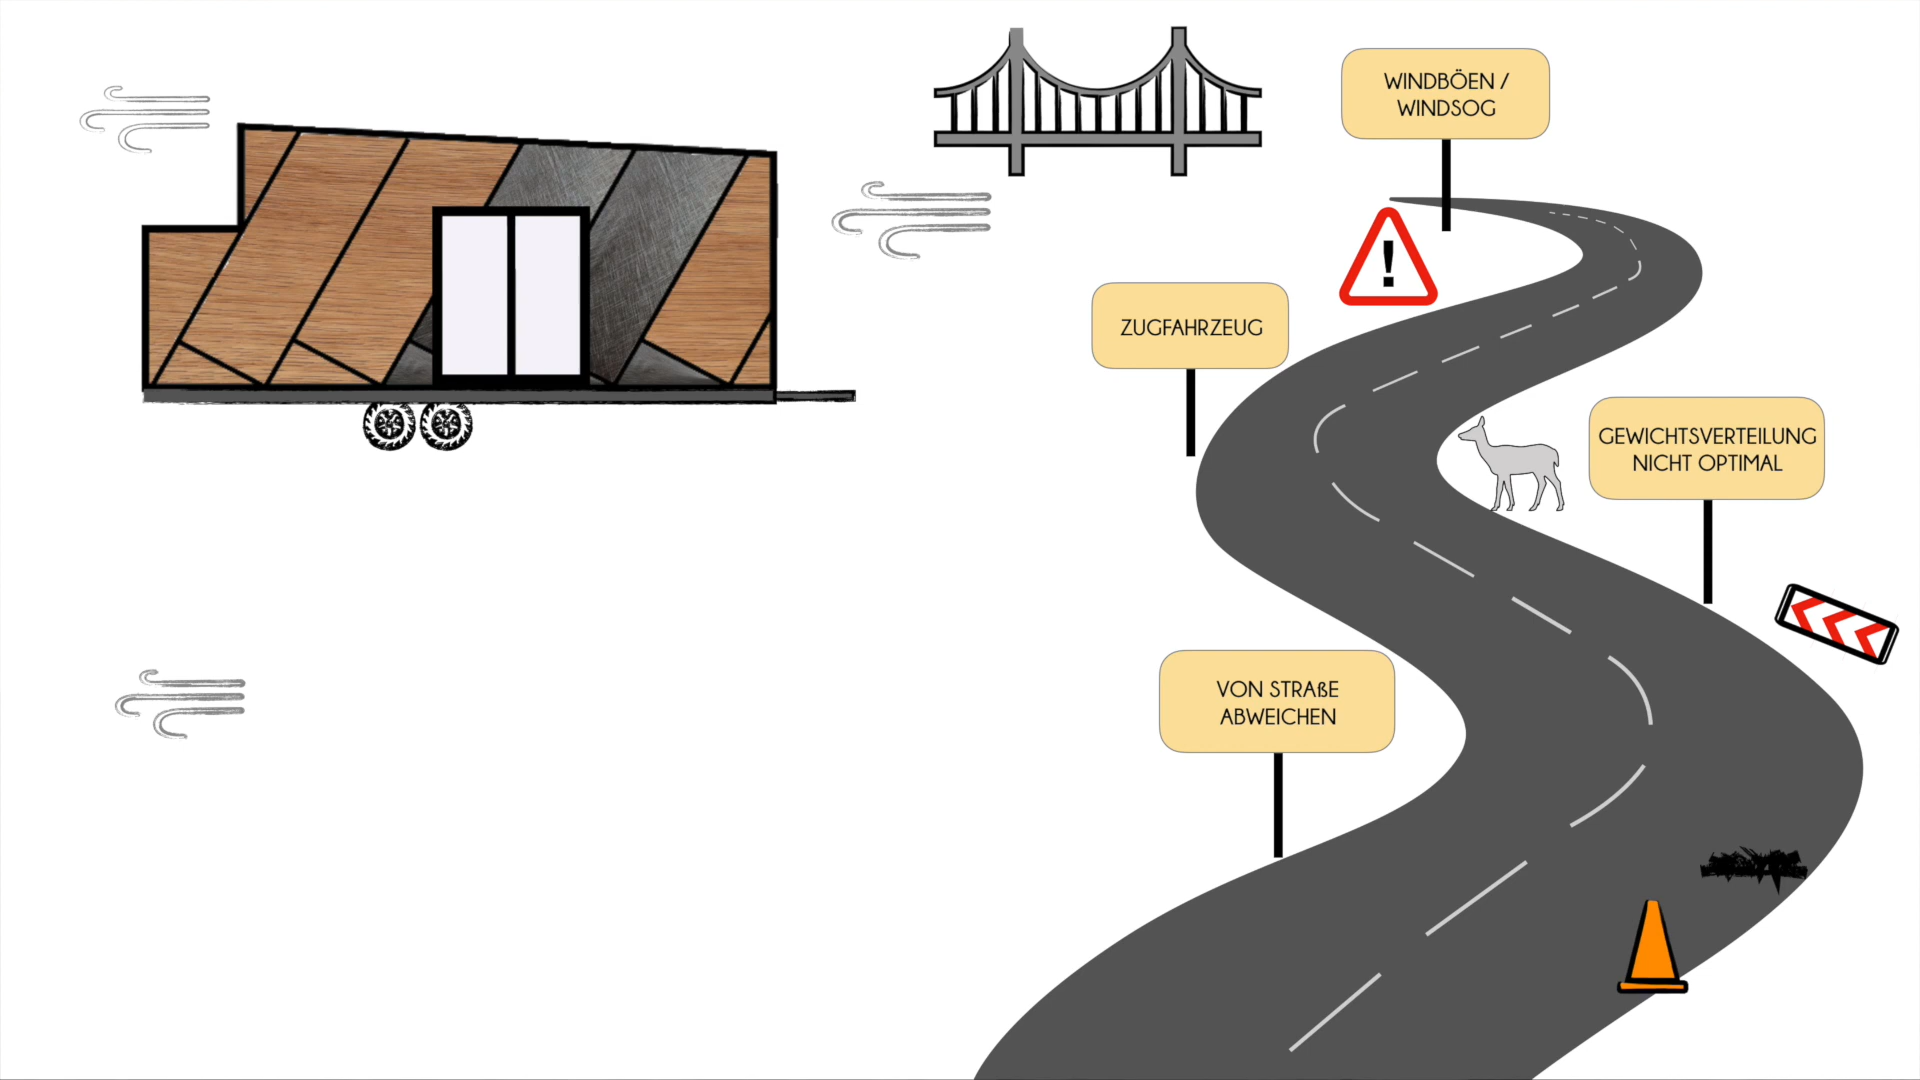 WINDBÖEN /
WINDSOG
ZUGFAHRZEUG
GEWICHTSVERTEILUNG
NICHT OPTIMAL
VON STRAßE
ABWEICHEN